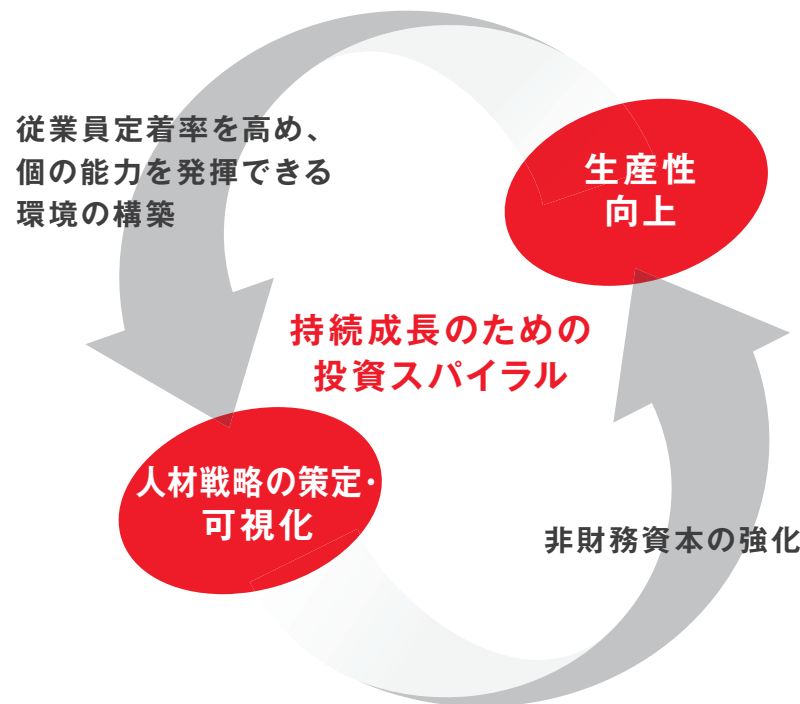 従業員定着率を高め、
個の能力を発揮できる
環境の構築
生産性
向上
持続成長のための
投資スパイラル
人材戦略の策定・
可視化
非財務資本の強化